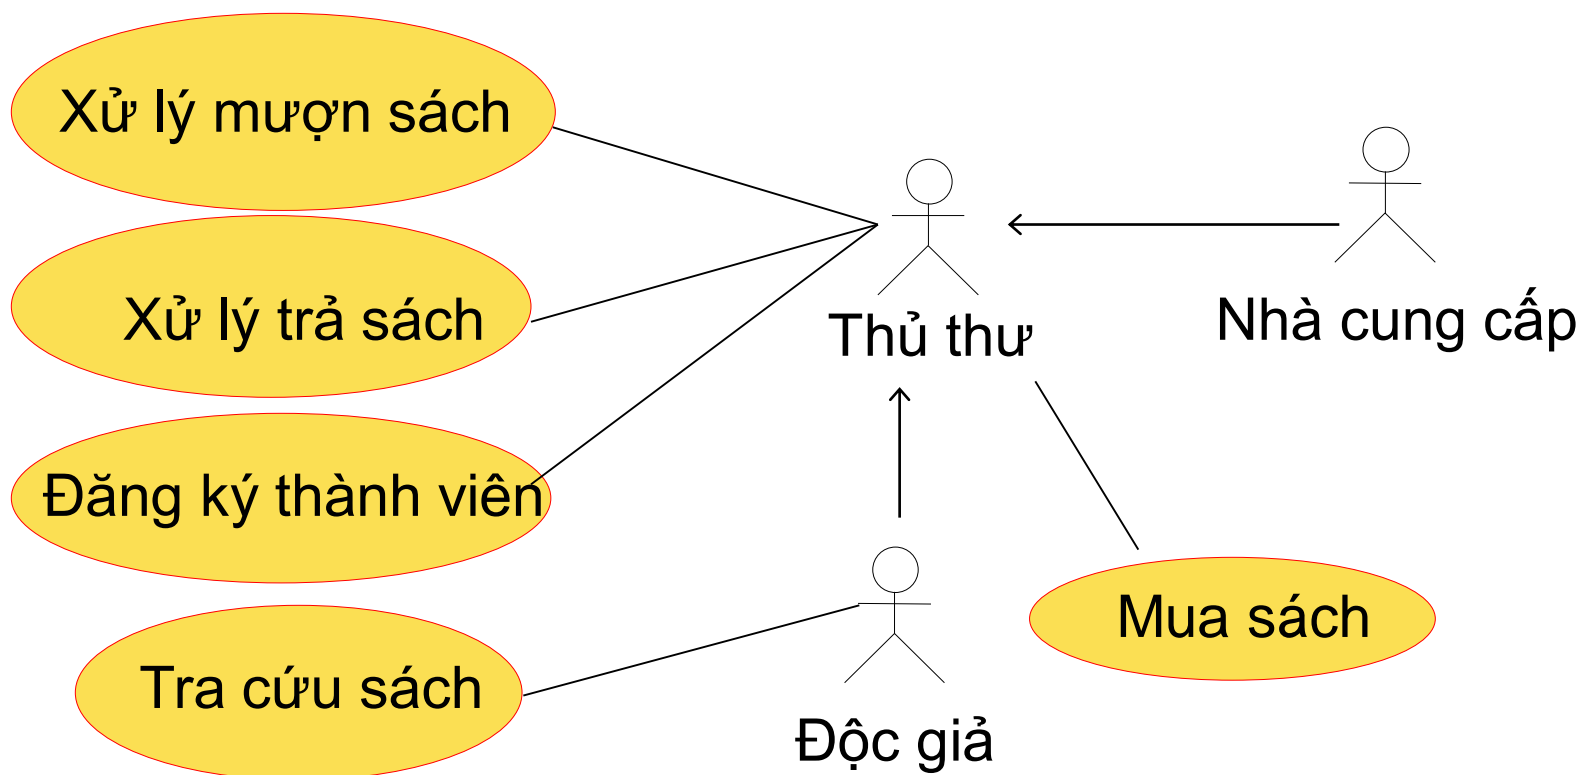 Xử lý mượn sách
Xử lý trả sách
Đăng ký thành viên
Tra cứu sách
Thủ thư
Nhà cung cấp
Mua sách
Độc giả